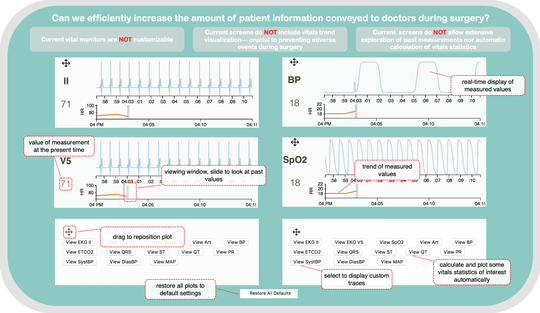 Can we efficiently increase the amount of patient information conveyed to doctors during surgery?
Current vital monitors are NOT customizable
Current screens do NOT include vitals trend
visualization— crucial to preventing adverse
events during surgery
Current screens do NOT allow extensive
exploration of past measurements nor automatic
calculation of vitals statistics
II
71
:58 :59 04 :01 :02 :03 :04 :05 :06 :07 :08 :09 :10
100
80
HR
04 PM 04:05 04:10 04:1
BP
18
real-time display of
measured values
:58 :59 04 :01 :02 :03 :04 :05 :06 :07 :08 :09 :10
22
20
18
HR
04 PM 04:05 04:10 04:1
value of measurement
at the present time
V5
71
100
80
HR
04 PM 04:05 04:10 04:1
viewing window, slide to look at past
values
SpO2
18
trend of measured
values
22
20
18
HR
04 PM 04:05 04:10 04:1
drag to reposition plot
View EKG II View Art View BP
View ETCO2 View QRS View ST View QT View PR
View SystBP View DiasBP View MAP
View EKG II View EKG V5 View SpO2 View Art View BP
View ETCO2 View QRS View ST View QT View PR
View SystBP View DiasBP View MAP
select to display custom
traces
calculate and plot some
vitals statistics of interest
automatically
restore all plots to
default settings
Restore All Defaults